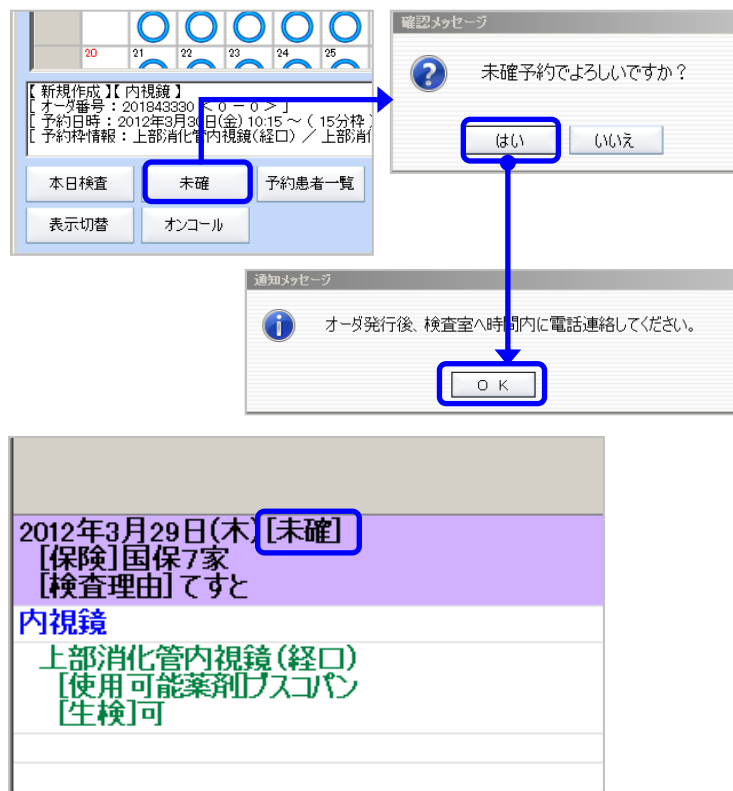 20 21 22 23 24 25
【 新規作成 】【 内視鏡 】
[ オーダ番号：201843330 < 0 － 0 > ]
[ 予約日時：2012年3月30日(金) 10:15 ～ ( 15分枠 )
[ 予約枠情報：上部消化管内視鏡(経口) ／ 上部消
本日検査 未確 予約患者一覧
表示切替 オンコール
確認メッセージ
未確予約でよろしいですか？
はい いいえ
通知メッセージ
オーダ発行後、検査室へ時間内に電話連絡してください。
ＯＫ
2012年3月29日(木) [未確]
[保険]国保7家
[検査理由]てすと
内視鏡
上部消化管内視鏡(経口)
[使用可能薬剤]ブスコパン
[生検]可